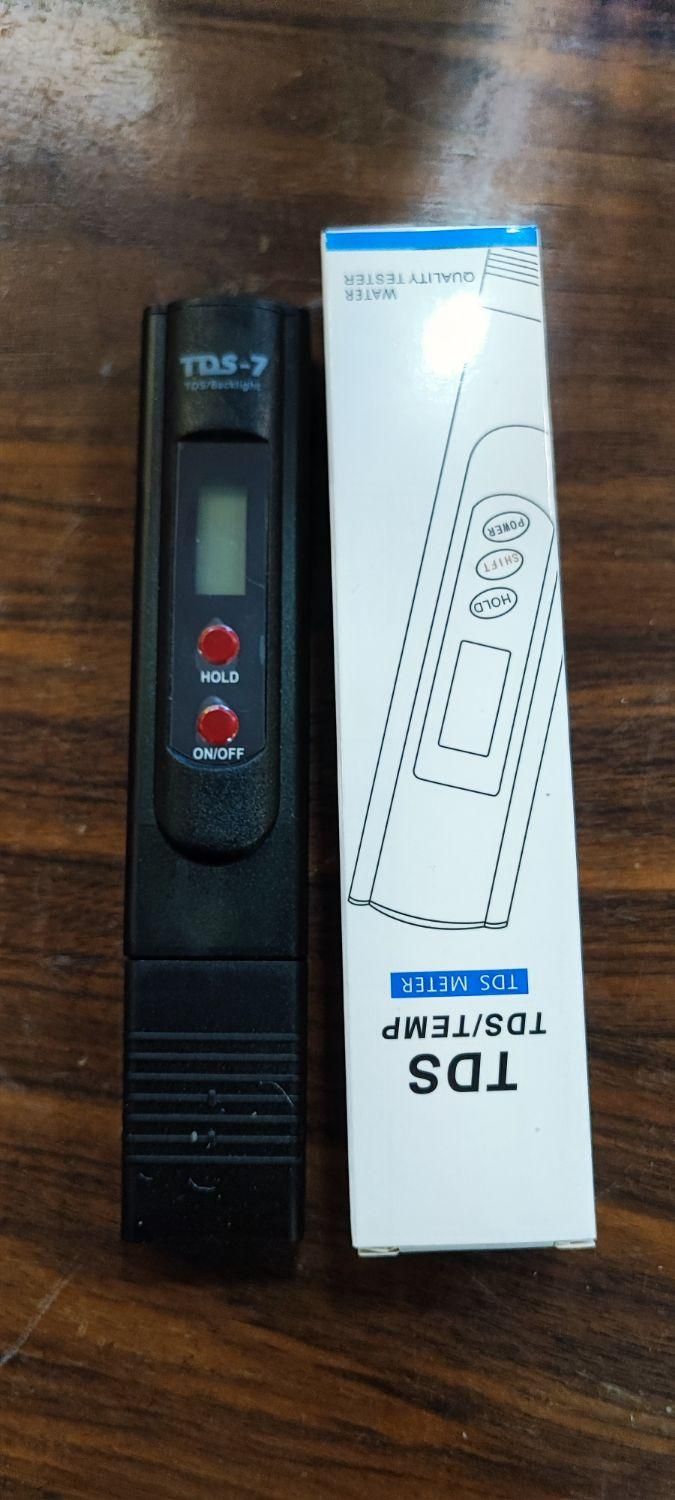 TDS-7
TDS/Backlight
HOLD
ON/OFF
WATER
QUALITY TESTER
POWER
SHIFT
HOLD
TDS METER
TDS/TEMP
TDS